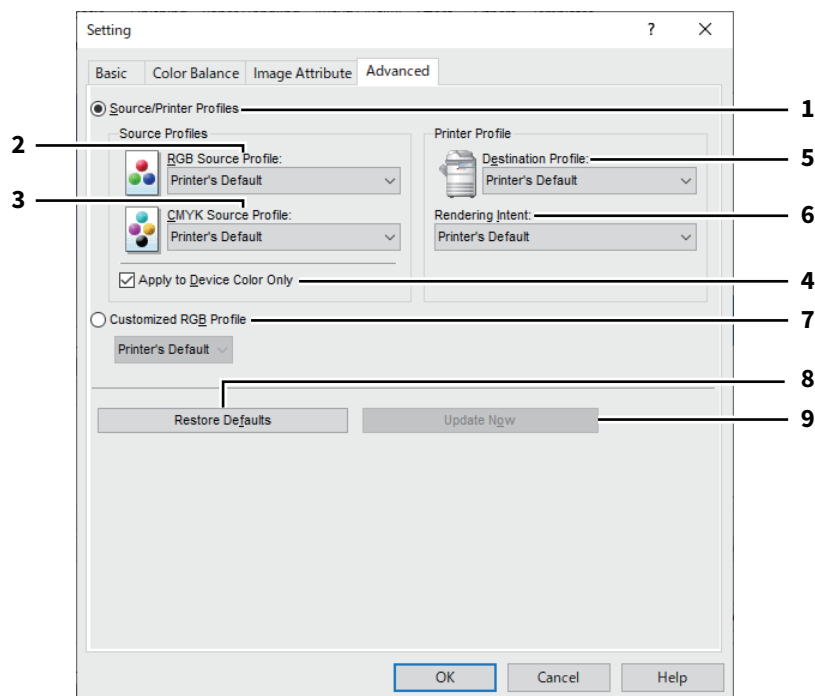 Setting
?
Basic
Color Balance
Image Attribute
Advanced
Source/Printer Profiles
1
Source Profiles
Printer Profile
2
RGB Source Profile:
Printer's Default
Destination Profile:
5
Printer's Default
3
CMYK Source Profile:
Printer's Default
Rendering Intent:
6
Printer's Default
Apply to Device Color Only
4
Customized RGB Profile
7
Printer's Default
8
Restore Defaults
Update Now
9
OK
Cancel
Help